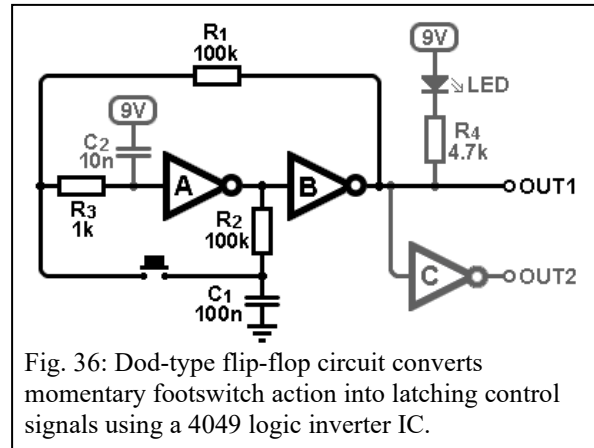 R1
100k
9V
LED
9V
C2
10n
R4
4.7k
A
B
OUT1
R3
1k
R2
100k
C1
100n
C
OUT2
Fig. 36: Dod-type flip-flop circuit converts
momentary footswitch action into latching control
signals using a 4049 logic inverter IC.